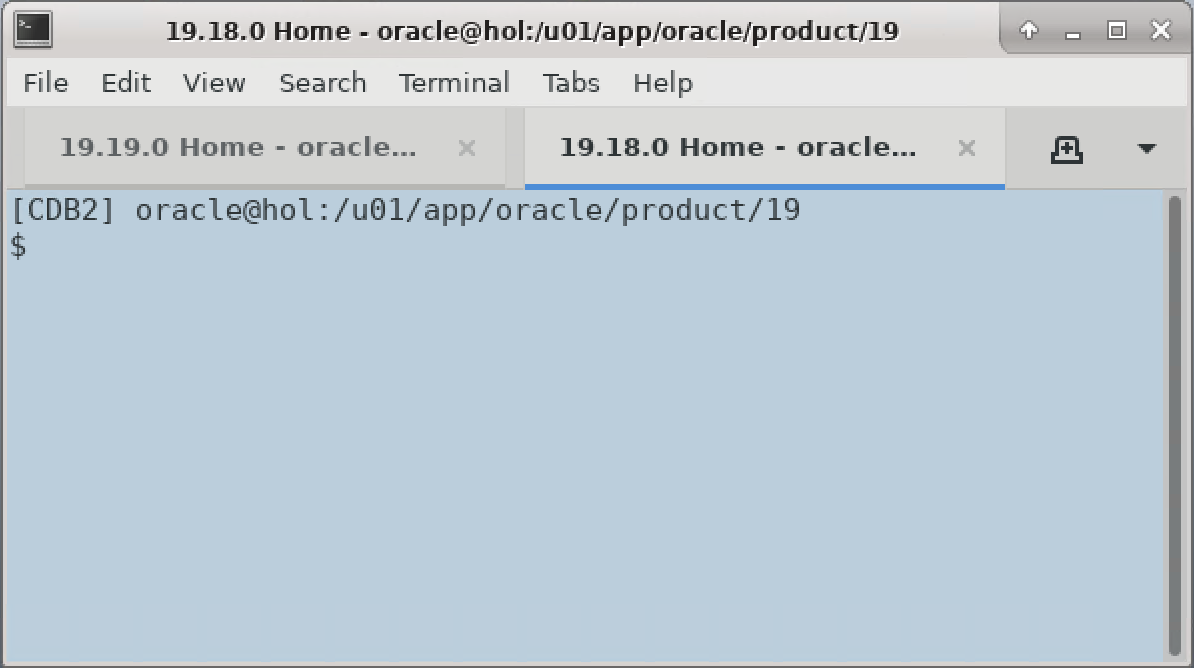 19.18.0 Home - oracle@hol:/u01/app/oracle/product/19
File Edit View Search Terminal Tabs Help
19.19.0 Home - oracle... 19.18.0 Home - oracle...
[CDB2] oracle@hol:/u01/app/oracle/product/19
$